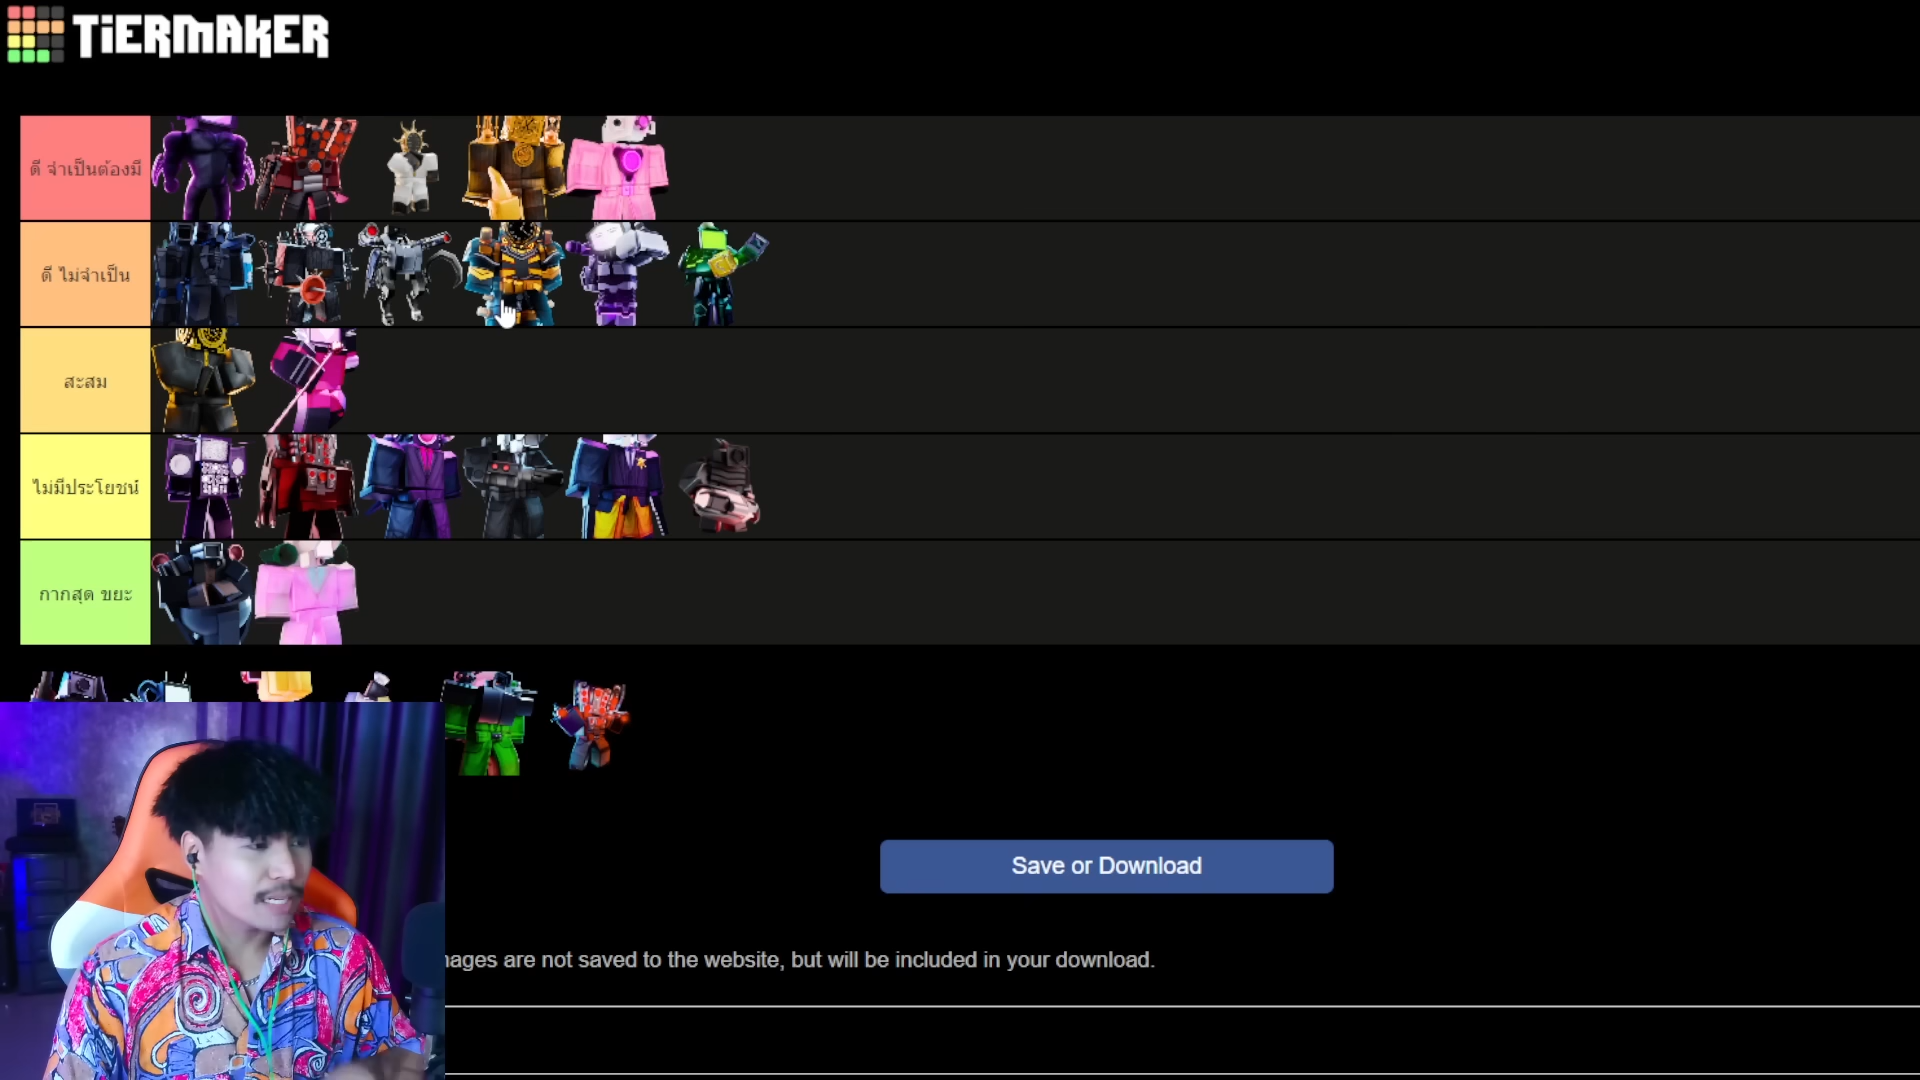 TiERMAKER
ดี จำเป็นต้องมี
ดี ไม่จำเป็น
สะสม
ไม่มีประโยชน์
กากสุด ขยะ
Save or Download
ages are not saved to the website, but will be included in your download.